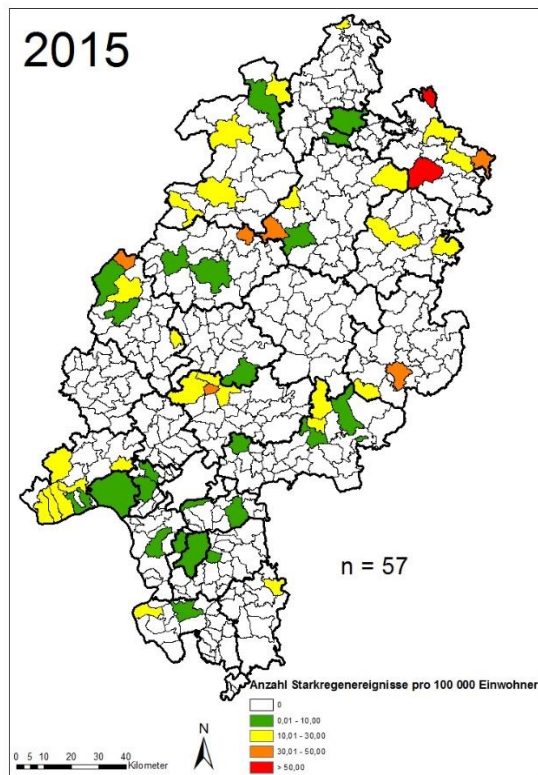 2015
n = 57
Anzahl Starkregenereignisse pro 100 000 Einwohner
0
0,01 - 10,00
10,01 - 30,00
30,01 - 50,00
> 50,00
N
0 5 10 20 30 40
Kilometer